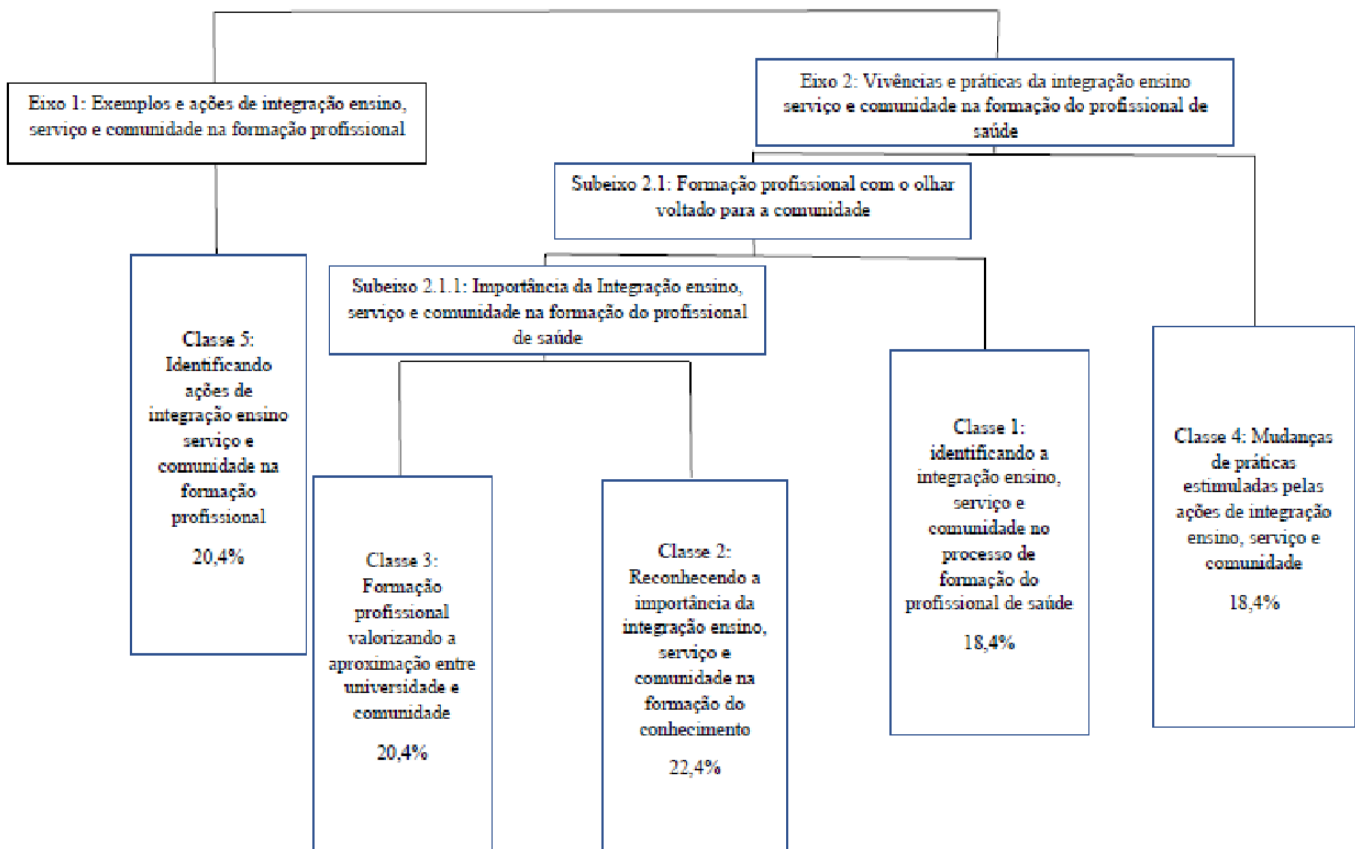 Eixo 1: Exemplos e ações de integração ensino,
serviço e comunidade na formação profissional
Eixo 2: Vivências e práticas da integração ensino
serviço e comunidade na formação do profissional de
saúde
Subeixo 2.1: Formação profissional com o olhar
voltado para a comunidade
Subeixo 2.1.1: Importância da Integração ensino,
serviço e comunidade na formação do profissional
de saúde
Classe 5:
Identificando
ações de
integração ensino
serviço e
comunidade na
formação
profissional
20,4%
Classe 3:
Formação
profissional
valorizando a
aproximação entre
universidade e
comunidade
20,4%
Classe 2:
Reconhecendo a
importância da
integração ensino,
serviço e
comunidade na
formação do
conhecimento
22,4%
Classe 1:
identificando a
integração ensino,
serviço e
comunidade no
processo de
formação do
profissional de saúde
18,4%
Classe 4: Mudanças
de práticas
estimuladas pelas
ações de integração
ensino, serviço e
comunidade
18,4%